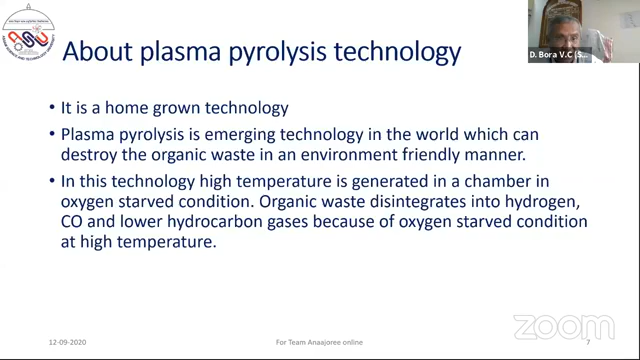 About plasma pyrolysis technology
D. Bora V.C (S...
• It is a home grown technology
• Plasma pyrolysis is emerging technology in the world which can
destroy the organic waste in an environment friendly manner.
• In this technology high temperature is generated in a chamber in
oxygen starved condition. Organic waste disintegrates into hydrogen,
CO and lower hydrocarbon gases because of oxygen starved condition
at high temperature.
zoom
12-09-2020
For Team Anaajoree online
7